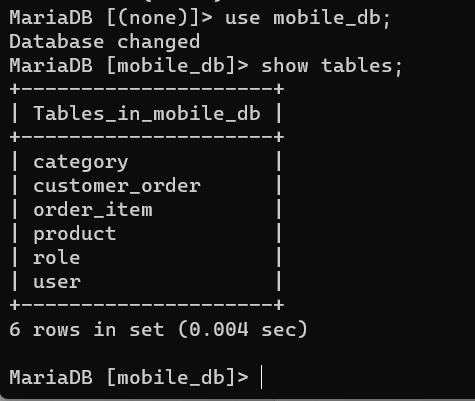 MariaDB [(none)]> use mobile_db;
Database changed
MariaDB [mobile_db]> show tables;
+----------------------+
| Tables_in_mobile_db |
+----------------------+
| category            |
| customer_order      |
| order_item          |
| product             |
| role                |
| user                |
+----------------------+
6 rows in set (0.004 sec)
MariaDB [mobile_db]>